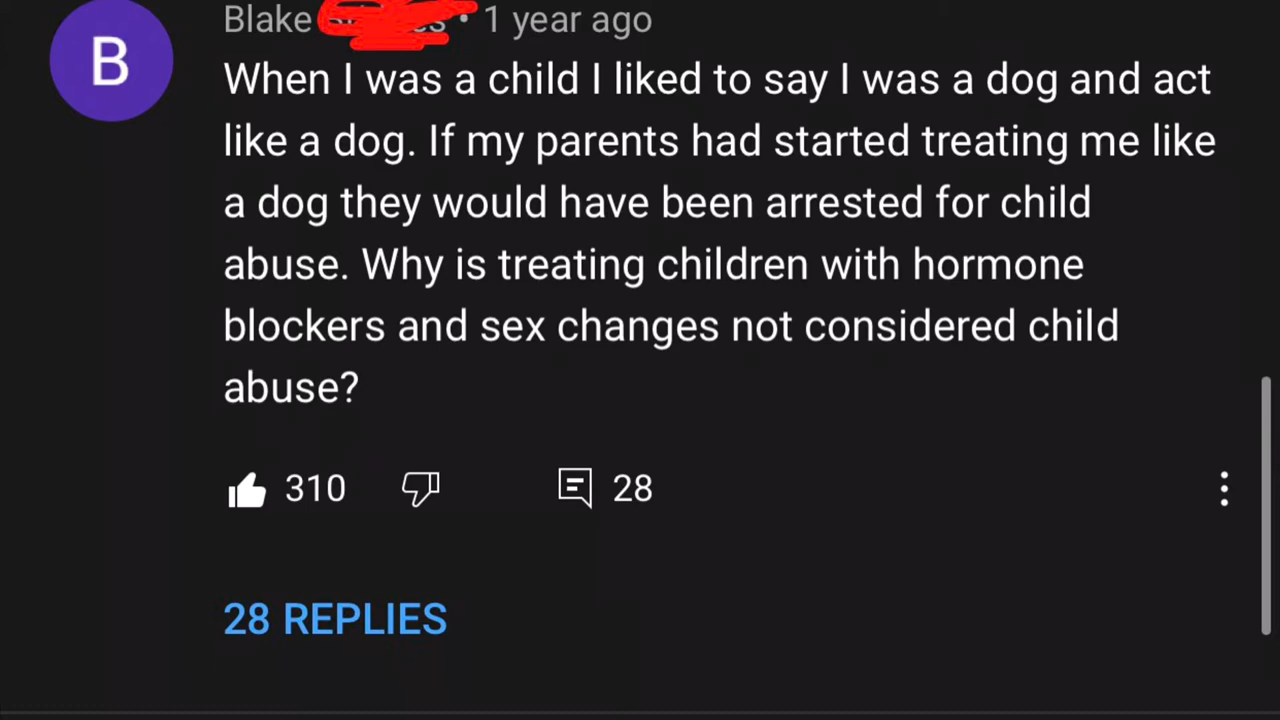 B
Blake • 1 year ago
When I was a child I liked to say I was a dog and act
like a dog. If my parents had started treating me like
a dog they would have been arrested for child
abuse. Why is treating children with hormone
blockers and sex changes not considered child
abuse?
310 28
28 REPLIES